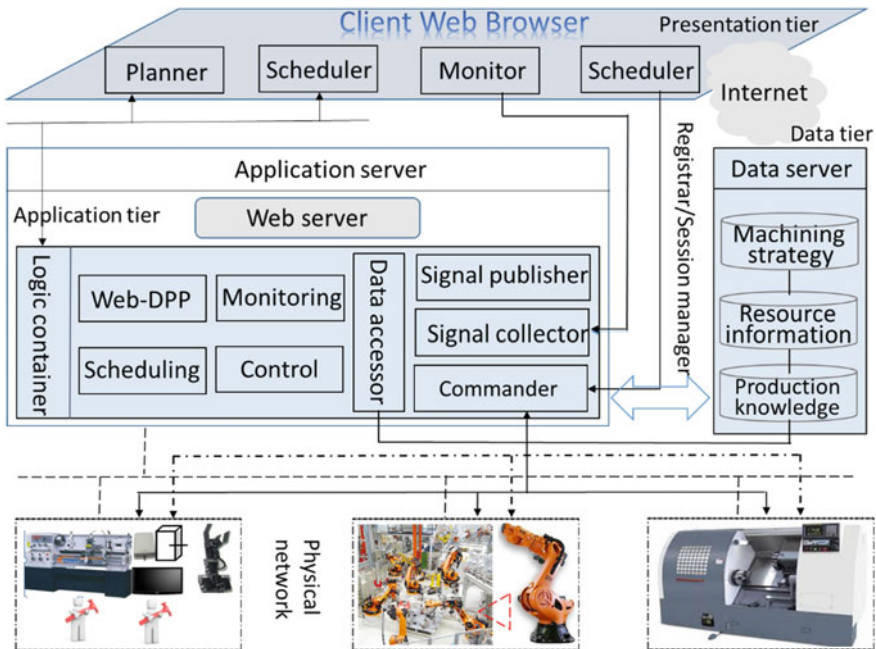 Client Web Browser
Presentation tier
Planner
Scheduler
Monitor
Scheduler
Internet
Data tier
Registrar/Session manager
Application server
Application tier
Web server
Logic container
Web-DPP
Monitoring
Scheduling
Control
Data accessor
Signal publisher
Signal collector
Commander
Data server
Machining
strategy
Resource
information
Production
knowledge
Physical
network